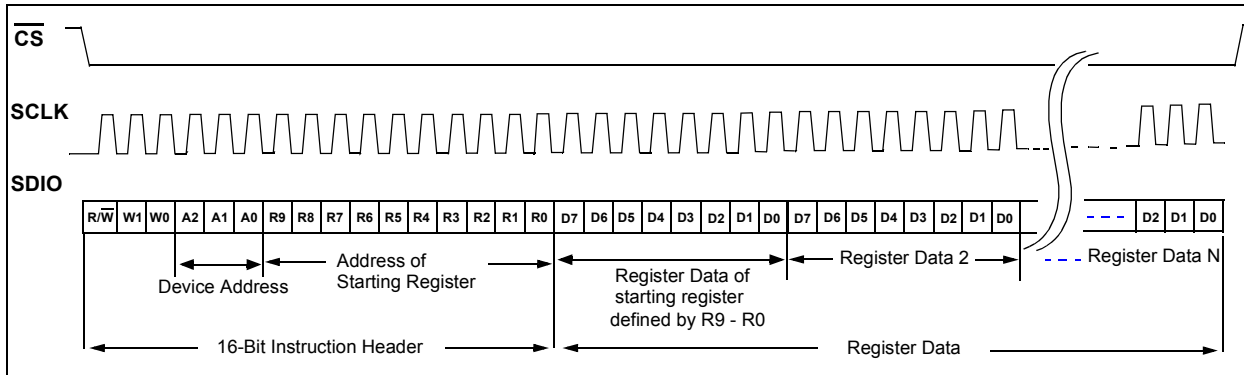 CS
SCLK
SDIO
R/W W1 W0 A2 A1 A0 R9 R8 R7 R6 R5 R4 R3 R2 R1 R0 D7 D6 D5 D4 D3 D2 D1 D0 D7 D6 D5 D4 D3 D2 D1 D0 D2 D1 D0
Device Address
Address of
Starting Register
Register Data of
starting register
defined by R9 - R0
Register Data 2
Register Data N
16-Bit Instruction Header
Register Data